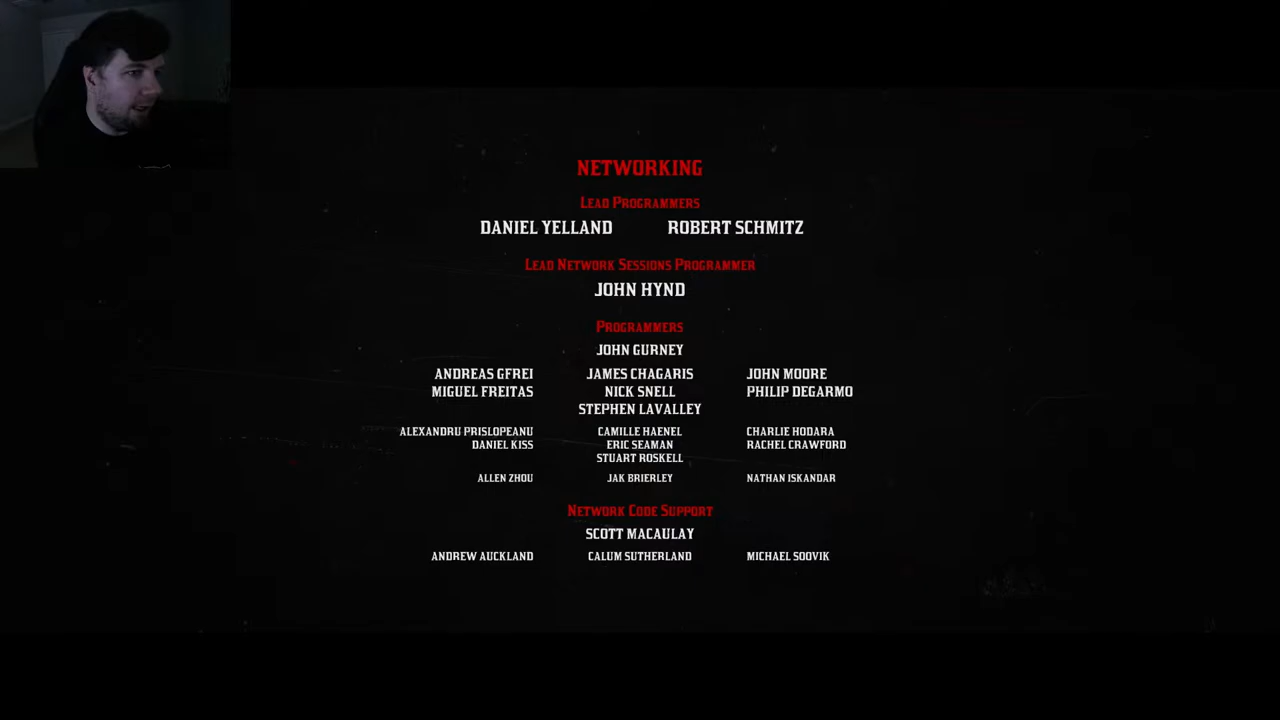 NETWORKING
LEAD PROGRAMMERS
DANIEL YELLAND ROBERT SCHMITZ
LEAD NETWORK SESSIONS PROGRAMMER
JOHN HYND
PROGRAMMERS
JOHN GURNEY
ANDREAS GFREI JAMES CHAGARIS JOHN MOORE
MIGUEL FREITAS NICK SNELL PHILIP DEGARMO
STEPHEN LAVALLEY
ALEXANDRU PRISLOPEANU CAMILLE HAENEL CHARLIE HODARA
DANIEL KISS ERIC SEAMAN RACHEL CRAWFORD
STUART ROSKELL
ALLEN ZHOU JAK BRIERLEY NATHAN ISKANDAR
NETWORK CODE SUPPORT
SCOTT MACAULAY
ANDREW AUCKLAND CALUM SUTHERLAND MICHAEL SOOVIK